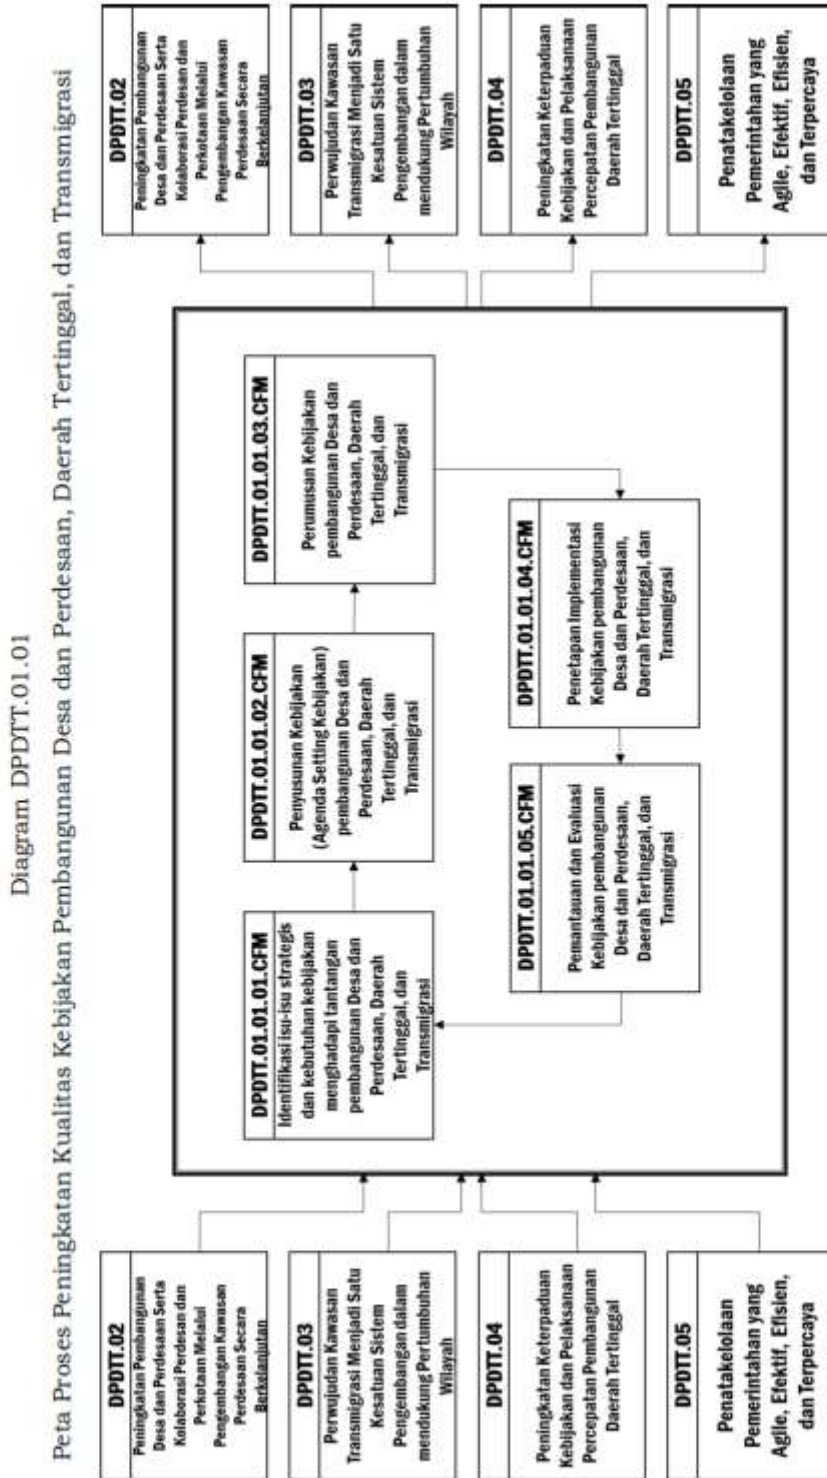 Diagram DPDTT.01.01
Peta Proses Peningkatan Kualitas Kebijakan Pembangunan Desa dan Perdesaan, Daerah Tertinggal, dan Transmigrasi
DPDTT.02
Peningkatan Pembangunan
Desa dan Perdesaan Serta
Kolaborasi Perdesan dan
Perkotaan Melalui
Pengembangan Kawasan
Perdesaan Secara
Berkelanjutan
DPDTT.03
Perwujudan Kawasan
Transmigrasi Menjadi Satu
Kesatuan Sistem
Pengembangan dalam
mendukung Pertumbuhan
Wilayah
DPDTT.04
Peningkatan Keterpaduan
Kebijakan dan Pelaksanaan
Percepatan Pembangunan
Daerah Tertinggal
DPDTT.05
Penatakelolaan
Pemerintahan yang
Agile, Efektif, Efisien,
dan Terpercaya
DPDTT.01.01.01.CFM
Identifikasi isu-isu strategis
dan kebutuhan kebijakan
menghadapi tantangan
pembangunan Desa dan
Perdesaan, Daerah
Tertinggal, dan
Transmigrasi
DPDTT.01.01.02.CFM
Penyusunan Kebijakan
(Agenda Setting Kebijakan)
pembangunan Desa dan
Perdesaan, Daerah
Tertinggal, dan
Transmigrasi
DPDTT.01.01.03.CFM
Perumusan Kebijakan
pembangunan Desa dan
Perdesaan, Daerah
Tertinggal, dan
Transmigrasi
DPDTT.01.01.05.CFM
Pemantauan dan Evaluasi
Kebijakan pembangunan
Desa dan Perdesaan,
Daerah Tertinggal, dan
Transmigrasi
DPDTT.01.01.04.CFM
Penetapan Implementasi
Kebijakan pembangunan
Desa dan Perdesaan,
Daerah Tertinggal, dan
Transmigrasi
DPDTT.02
Peningkatan Pembangunan
Desa dan Perdesaan Serta
Kolaborasi Perdesan dan
Perkotaan Melalui
Pengembangan Kawasan
Perdesaan Secara
Berkelanjutan
DPDTT.03
Perwujudan Kawasan
Transmigrasi Menjadi Satu
Kesatuan Sistem
Pengembangan dalam
mendukung Pertumbuhan
Wilayah
DPDTT.04
Peningkatan Keterpaduan
Kebijakan dan Pelaksanaan
Percepatan Pembangunan
Daerah Tertinggal
DPDTT.05
Penatakelolaan
Pemerintahan yang
Agile, Efektif, Efisien,
dan Terpercaya